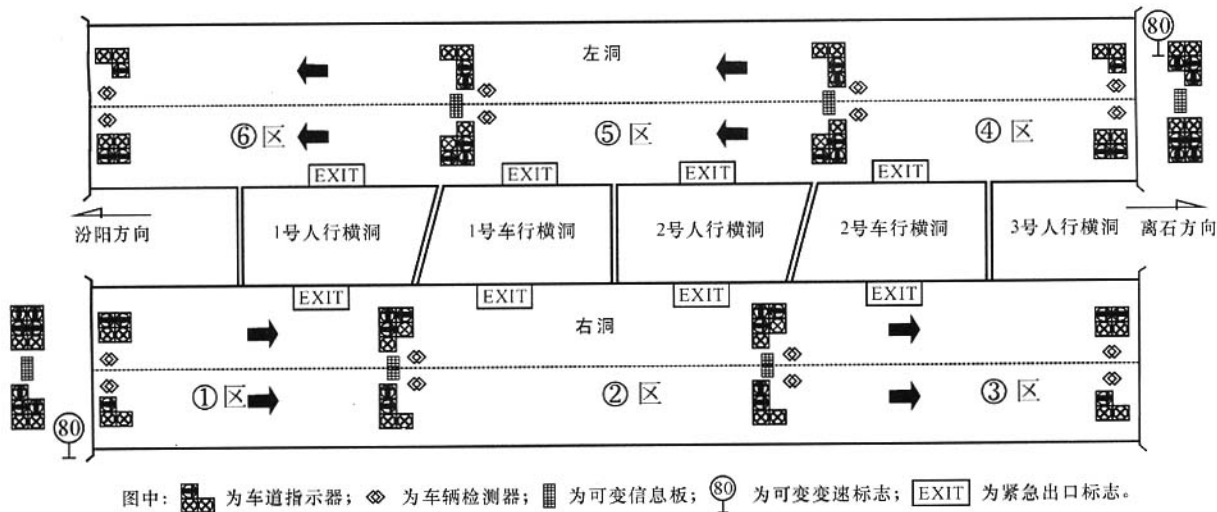 80
左洞
⑥区
⑤区
④区
EXIT
EXIT
EXIT
EXIT
汾阳方向
1号人行横洞
1号车行横洞
2号人行横洞
2号车行横洞
3号人行横洞
离石方向
EXIT
EXIT
EXIT
EXIT
右洞
①区
②区
③区
80
图中: 为车道指示器; 为车辆检测器; 为可变信息板; 80 为可变变速标志; EXIT 为紧急出口标志。